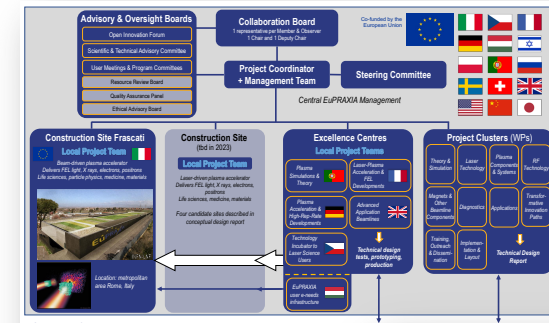 Advisory & Oversight Boards
Open Innovation Forum
Scientific & Technical Advisory Committee
User Meetings & Program Committees
Resource Review Board
Quality Assurance Panel
Ethical Advisory Board
Collaboration Board
1 representative per Member & Observer
1 Chair and 1 Deputy Chair
Co-funded by the
European Union
Project Coordinator
+ Management Team
Steering Committee
Central EuPRAXIA Management
Construction Site Frascati
Local Project Team
Beam-driven plasma accelerator
Delivers FEL light, X rays, electrons, positrons
Life sciences, particle physics, medicine, materials
Location: metropolitan
area Rome, Italy
Construction Site
(tbd in 2023)
Local Project Team
Laser-driven plasma accelerator
Delivers FEL light, X rays, electrons,
positrons
Life sciences, medicine, materials
Four candidate sites described in
conceptual design report
Excellence Centres
Local Project Teams
Plasma
Simulations &
Theory
Laser-Plasma
Acceleration &
FEL
Developments
Plasma
Acceleration &
High-Rep-Rate
Developments
Advanced
Application
Beamlines
Technology
Incubator to
Laser Science
Users
Technical design
tests, prototyping,
production
EuPRAXIA
user e-needs
infrastructure
Project Clusters (WPs)
Theory &
Simulation
Laser
Technology
Plasma
Components
& Systems
RF
Technology
Magnets &
Other
Beamline
Components
Diagnostics
Applications
Transfor-
mative
Innovation
Paths
Training,
Outreach
& Dissemi-
nation
Implemen-
tation &
Layout
Technical Design
Report